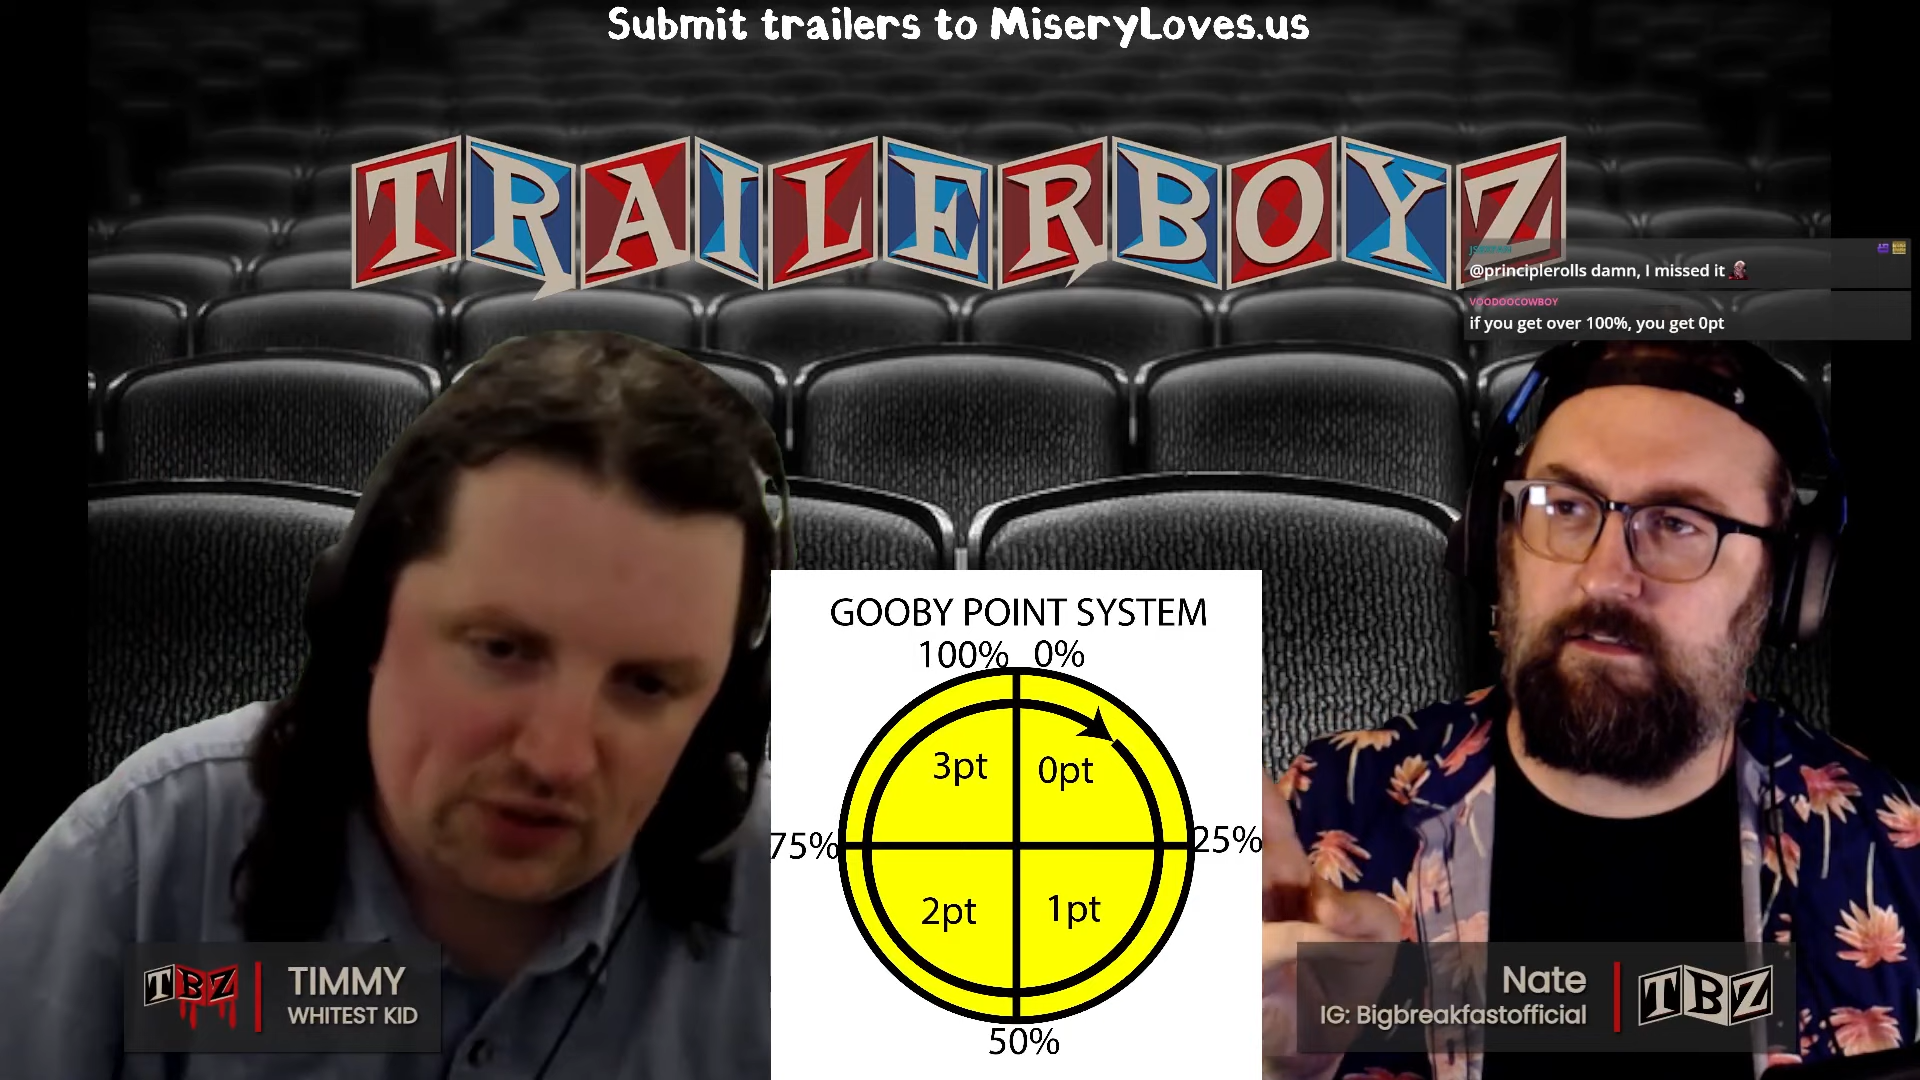 Submit trailers to MiseryLoves.us
TRAILERBOYZ
@principlerolls damn, I missed it
VOODOOCOWBOY
if you get over 100%, you get 0pt
GOOBY POINT SYSTEM
100% 0%
3pt 0pt
75% 25%
2pt 1pt
50%
TBZ TIMMY
WHITEST KID
Nate TBZ
IG: Bigbreakfastofficial